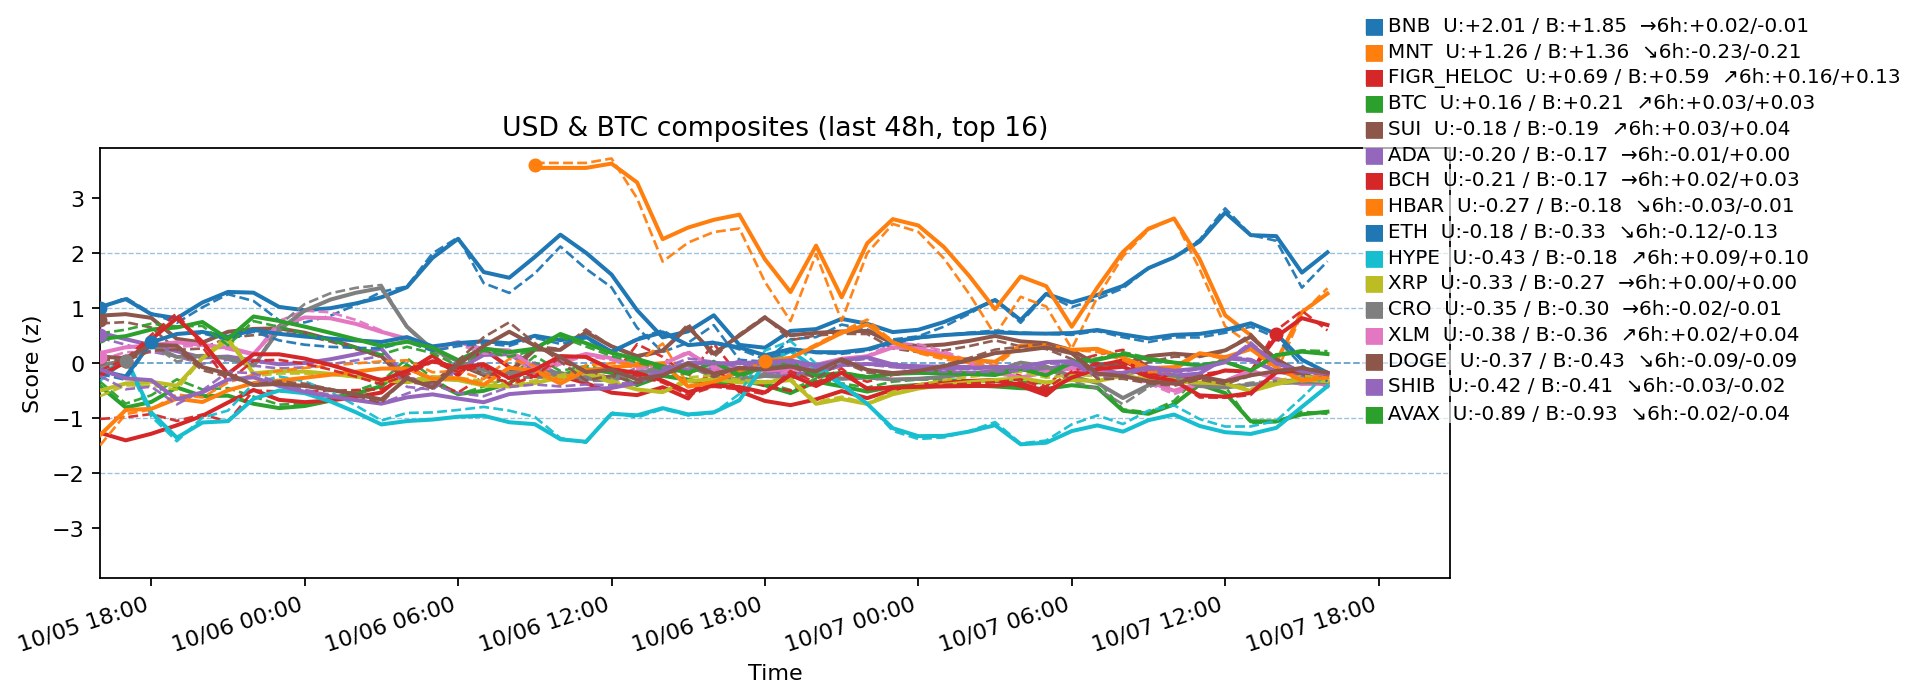 BNB  U:+2.01 / B:+1.85  →6h:+0.02/-0.01
MNT  U:+1.26 / B:+1.36  ↘6h:-0.23/-0.21
FIGR_HELOC  U:+0.69 / B:+0.59  ↗6h:+0.16/+0.13
BTC  U:+0.16 / B:+0.21  ↗6h:+0.03/+0.03
SUI  U:-0.18 / B:-0.19  ↗6h:+0.03/+0.04
ADA  U:-0.20 / B:-0.17  →6h:-0.01/+0.00
BCH  U:-0.21 / B:-0.17  →6h:+0.02/+0.03
HBAR  U:-0.27 / B:-0.18  ↘6h:-0.03/-0.01
ETH  U:-0.18 / B:-0.33  ↘6h:-0.12/-0.13
HYPE  U:-0.43 / B:-0.18  ↗6h:+0.09/+0.10
XRP  U:-0.33 / B:-0.27  →6h:+0.00/+0.00
CRO  U:-0.35 / B:-0.30  →6h:-0.02/-0.01
XLM  U:-0.38 / B:-0.36  ↗6h:+0.02/+0.04
DOGE  U:-0.37 / B:-0.43  ↘6h:-0.09/-0.09
SHIB  U:-0.42 / B:-0.41  ↘6h:-0.03/-0.02
AVAX  U:-0.89 / B:-0.93  ↘6h:-0.02/-0.04
USD & BTC composites (last 48h, top 16)
Score (z)
3
2
1
0
−1
−2
−3
10/05 18:00
10/06 00:00
10/06 06:00
10/06 12:00
10/06 18:00
10/07 00:00
10/07 06:00
10/07 12:00
10/07 18:00
Time